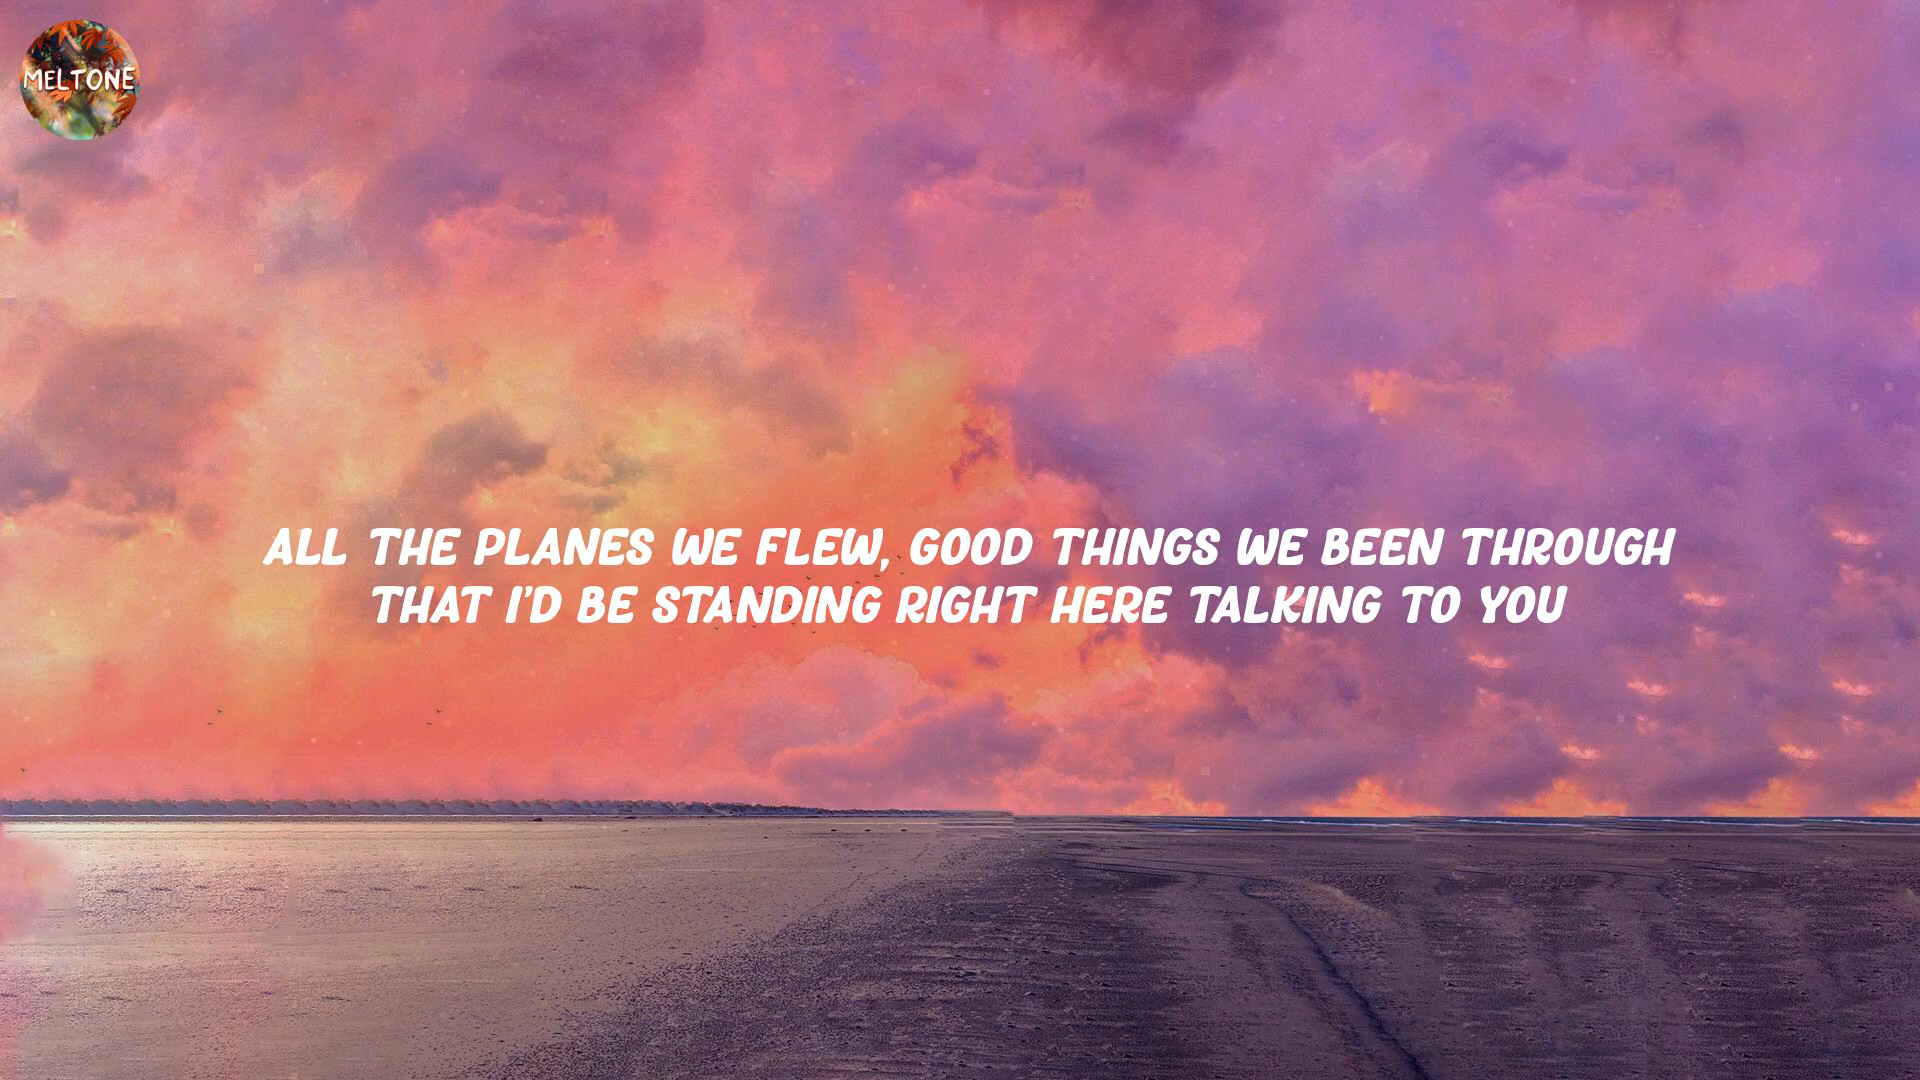 MELTONE
ALL THE PLANES WE FLEW, GOOD THINGS WE BEEN THROUGH
THAT I'D BE STANDING RIGHT HERE TALKING TO YOU